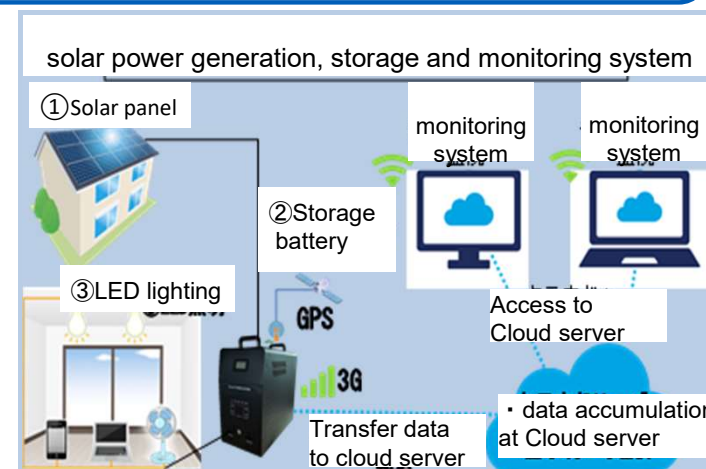 solar power generation, storage and monitoring system
①Solar panel
monitoring
system
monitoring
system
②Storage
battery
③LED lighting
GPS
3G
Access to
Cloud server
Transfer data
to cloud server
・data accumulation
at Cloud server